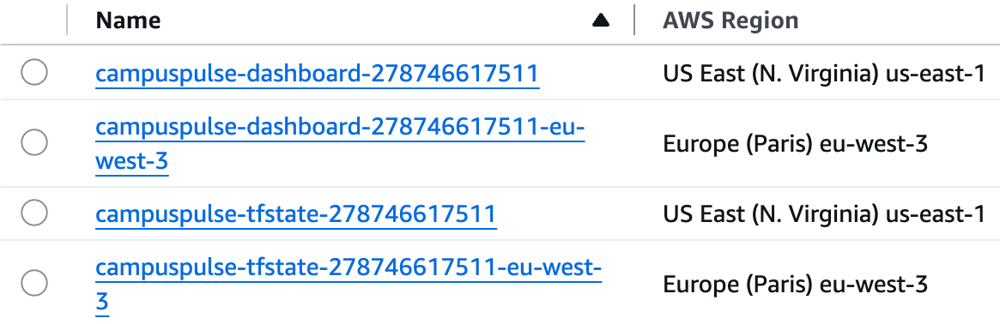 Name ▲ AWS Region
campuspulse-dashboard-278746617511 US East (N. Virginia) us-east-1
campuspulse-dashboard-278746617511-eu-
west-3
Europe (Paris) eu-west-3
campuspulse-tfstate-278746617511 US East (N. Virginia) us-east-1
campuspulse-tfstate-278746617511-eu-west-
3
Europe (Paris) eu-west-3